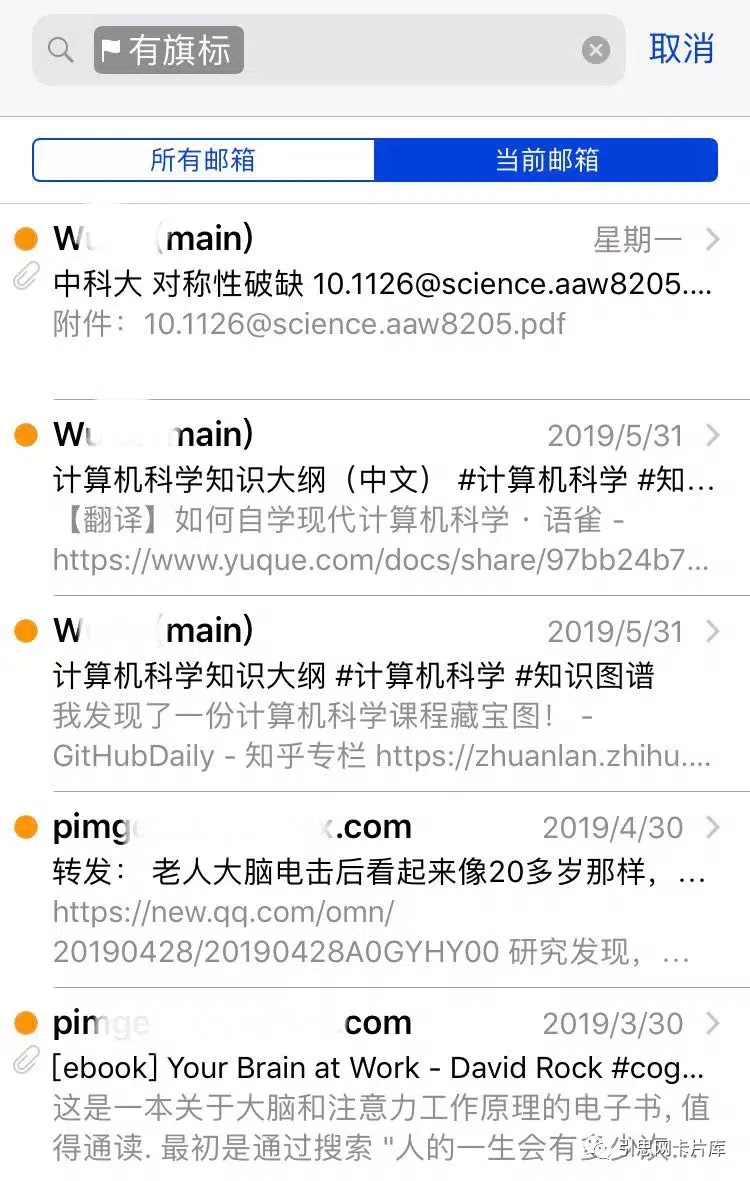 有旗标
取消
所有邮箱
当前邮箱
(main)
星期一
中科大 对称性破缺 10.1126@science.aaw8205....
附件：10.1126@science.aaw8205.pdf
main)
2019/5/31
计算机科学知识大纲（中文） #计算机科学 #知...
【翻译】如何自学现代计算机科学 · 语雀 -
https://www.yuque.com/docs/share/97bb24b7...
(main)
2019/5/31
计算机科学知识大纲 #计算机科学 #知识图谱
我发现了一份计算机科学课程藏宝图！ -
GitHubDaily - 知乎专栏 https://zhuanlan.zhihu....
.com
2019/4/30
转发： 老人大脑电击后看起来像20多岁那样，...
https://new.qq.com/omn/
20190428/20190428A0GYHY00 研究发现，...
.com
2019/3/30
[ebook] Your Brain at Work - David Rock #cog...
这是一本关于大脑和注意力工作原理的电子书, 值
得通读. 最初是通过搜索 "人的一生会有多少次
引思网卡片库